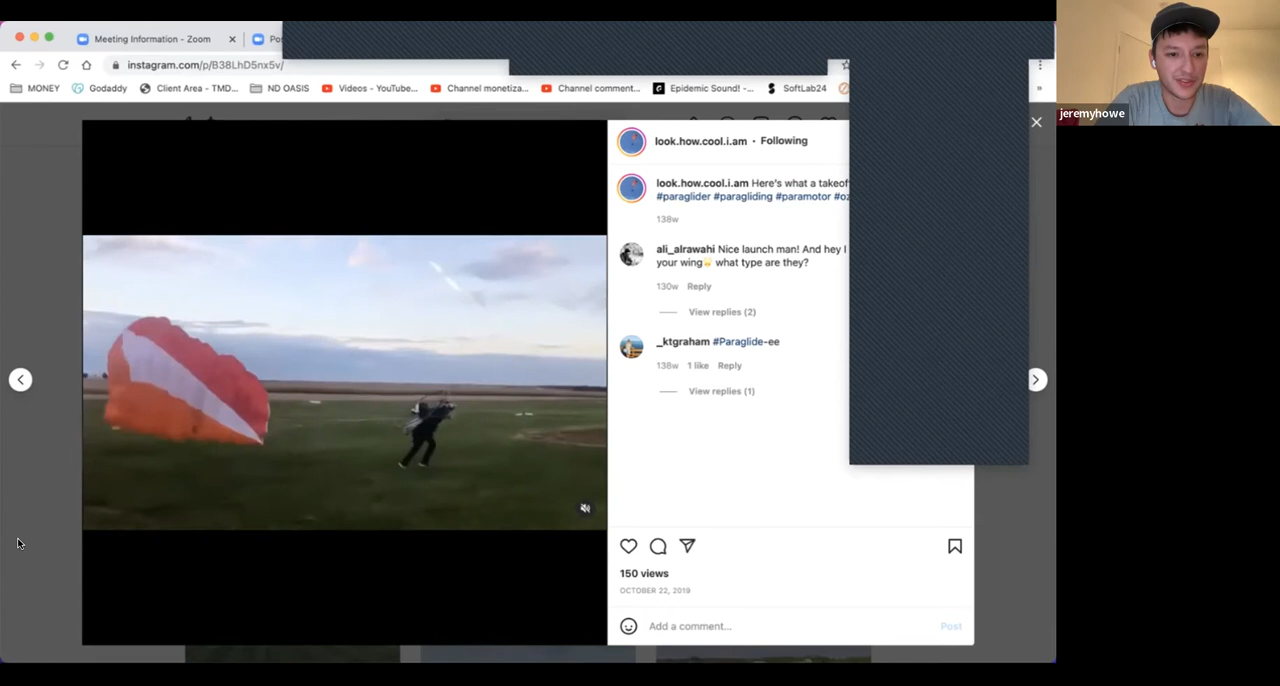 Meeting Information - Zoom
Po
instagram.com/p/B38LhD5nx5v/
MONEY Godaddy Client Area - TMD... ND OASIS Videos - YouTube... Channel monetiza... Channel comment... Epidemic Sound! -... SoftLab24
jeremyhowe
look.how.cool.i.am • Following
look.how.cool.i.am Here's what a takeof
#paraglider #paragliding #paramotor #oz
138w
ali_alrawahi Nice launch man! And hey I
your wing what type are they?
130w Reply
View replies (2)
_ktgraham #Paraglide-ee
138w 1 like Reply
View replies (1)
150 views
OCTOBER 22, 2019
Add a comment... Post